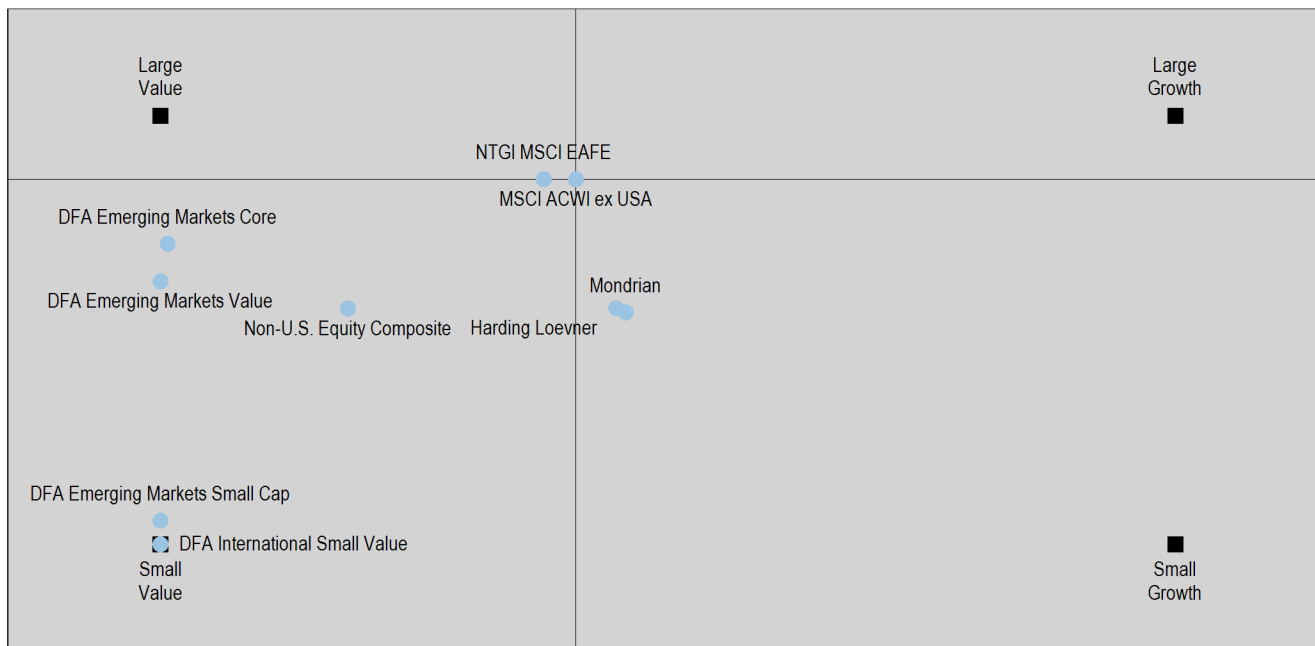 Large
Value
Large
Growth
NTGI MSCI EAFE
MSCI ACWI ex USA
DFA Emerging Markets Core
DFA Emerging Markets Value
Non-U.S. Equity Composite
Mondrian
Harding Loevner
DFA Emerging Markets Small Cap
DFA International Small Value
Small
Value
Small
Growth